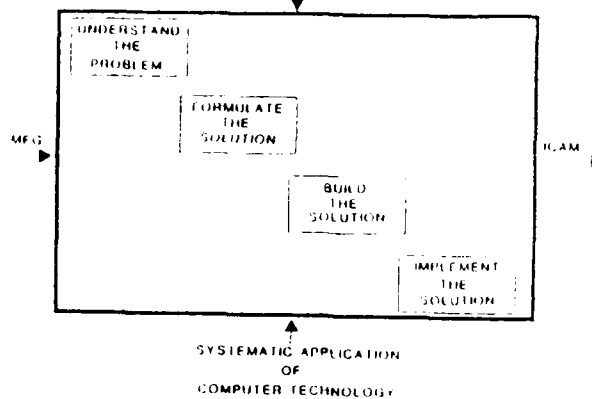 UNDERSTAND
THE
PROBLEM
FORMULATE
THE
SOLUTION
MFG
ICAM
BUILD
THE
SOLUTION
IMPLEMENT
THE
SOLUTION
SYSTEMATIC APPLICATION
OF
COMPUTER TECHNOLOGY